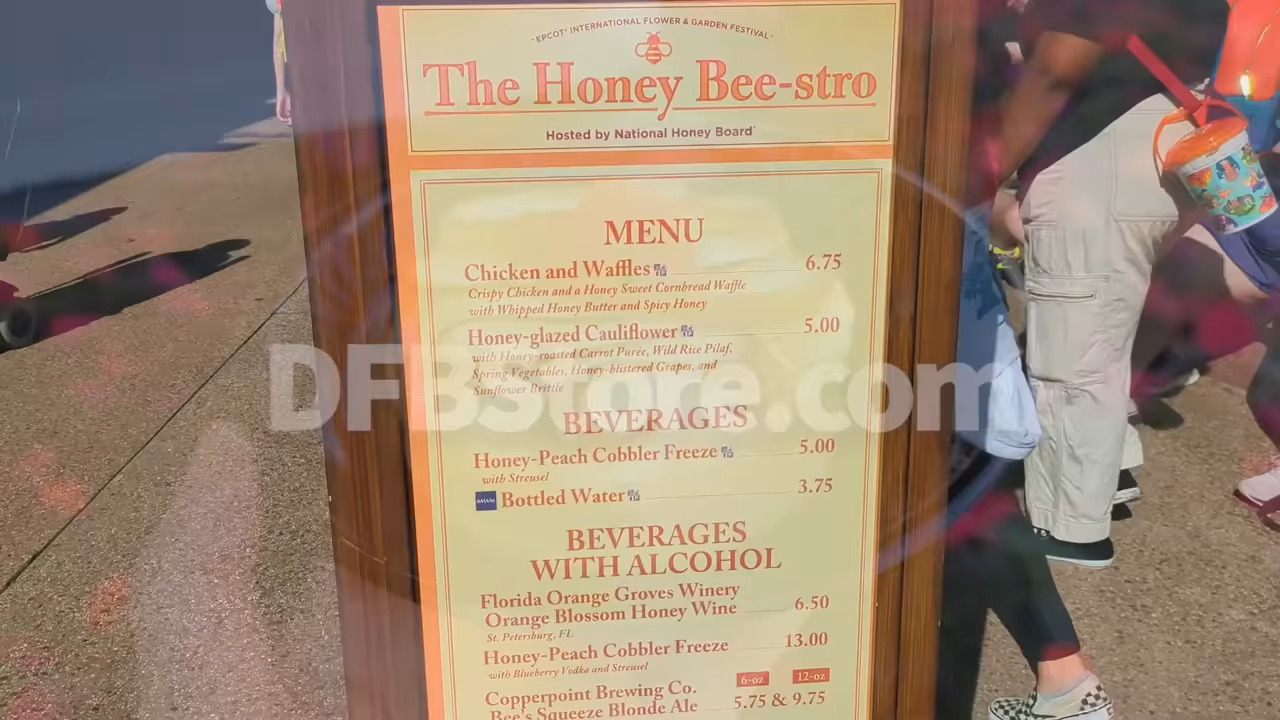 · EPCOT® INTERNATIONAL FLOWER & GARDEN FESTIVAL ·
The Honey Bee-stro
Hosted by National Honey Board®
MENU
Chicken and Waffles 6.75
Crispy Chicken and a Honey Sweet Cornbread Waffle
with Whipped Honey Butter and Spicy Honey
Honey-glazed Cauliflower 5.00
with Honey-roasted Carrot Purée, Wild Rice Pilaf,
Spring Vegetables, Honey-blistered Grapes, and
Sunflower Brittle
DFBStore.com
BEVERAGES
Honey-Peach Cobbler Freeze 5.00
with Streusel
DASANI Bottled Water 3.75
BEVERAGES
WITH ALCOHOL
Florida Orange Groves Winery
Orange Blossom Honey Wine 6.50
St. Petersburg, FL
Honey-Peach Cobbler Freeze 13.00
with Blueberry Vodka and Streusel
6-oz 12-oz
Copperpoint Brewing Co.
Bee's Squeeze Blonde Ale 5.75 & 9.75